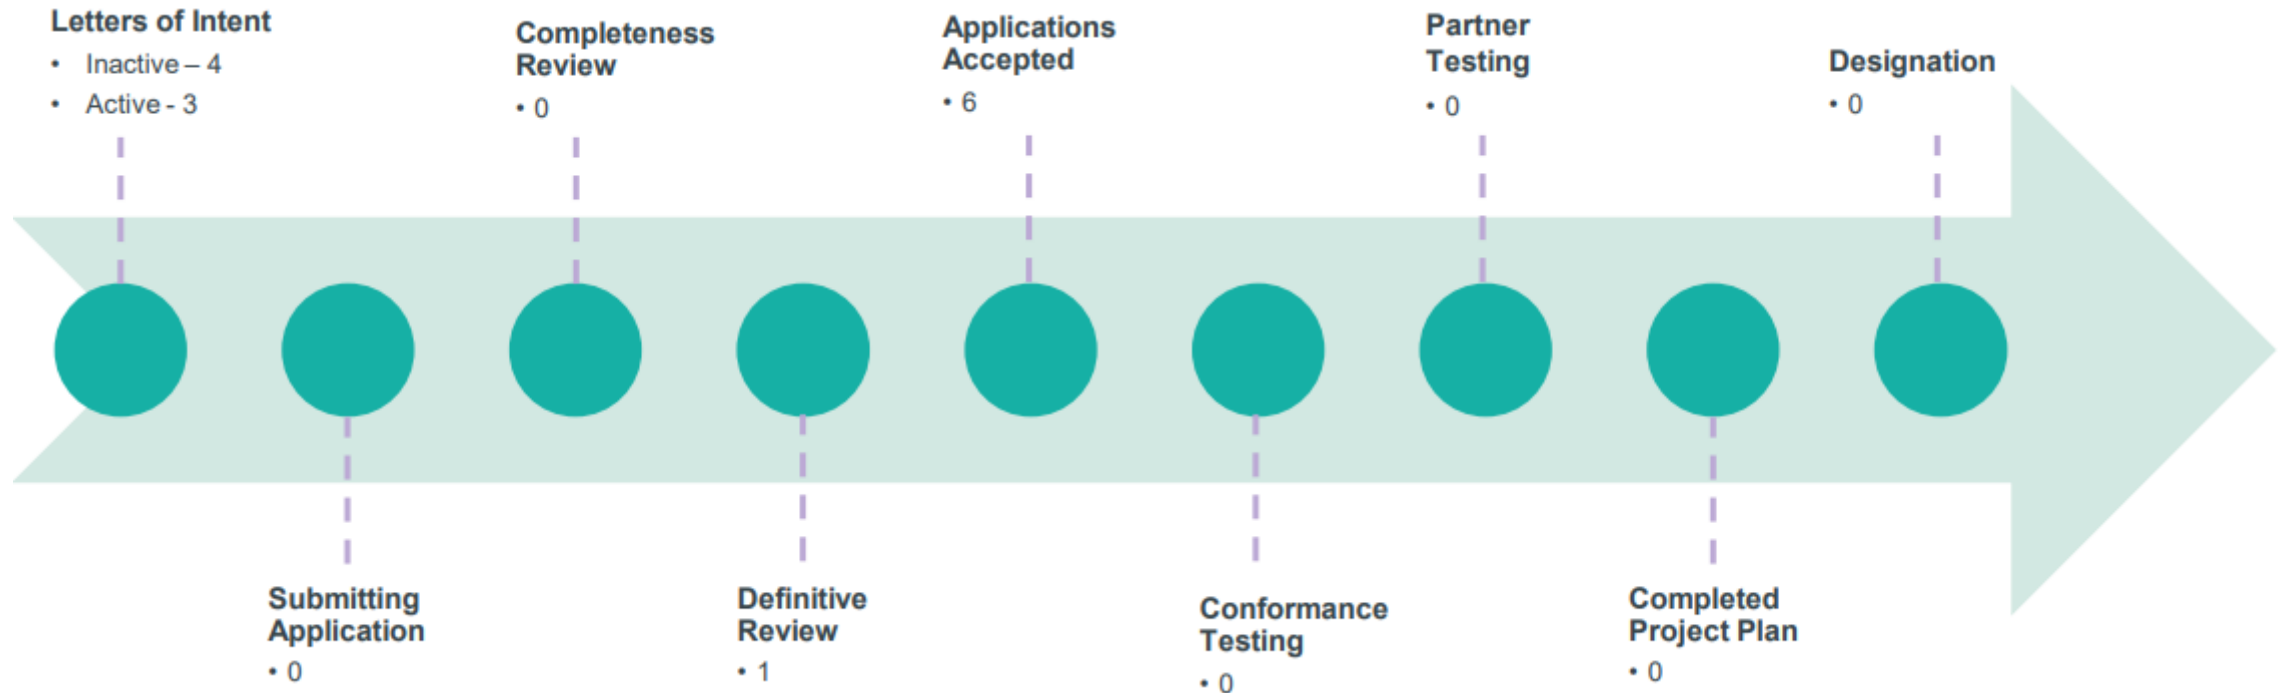 Letters of Intent
• Inactive – 4
• Active - 3
Completeness
Review
• 0
Applications
Accepted
• 6
Partner
Testing
• 0
Designation
• 0
Submitting
Application
• 0
Definitive
Review
• 1
Conformance
Testing
• 0
Completed
Project Plan
• 0